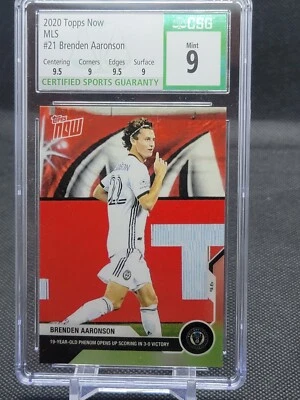 2020 Topps Now
MLS
#21 Brenden Aaronson
Centering Corners Edges Surface
9.5 9 9.5 9
CERTIFIED SPORTS GUARANTY
CSG
Mint
9
Topps
NOW
22
T
BRENDEN AARONSON
19-YEAR-OLD PHENOM OPENS UP SCORING IN 3-0 VICTORY